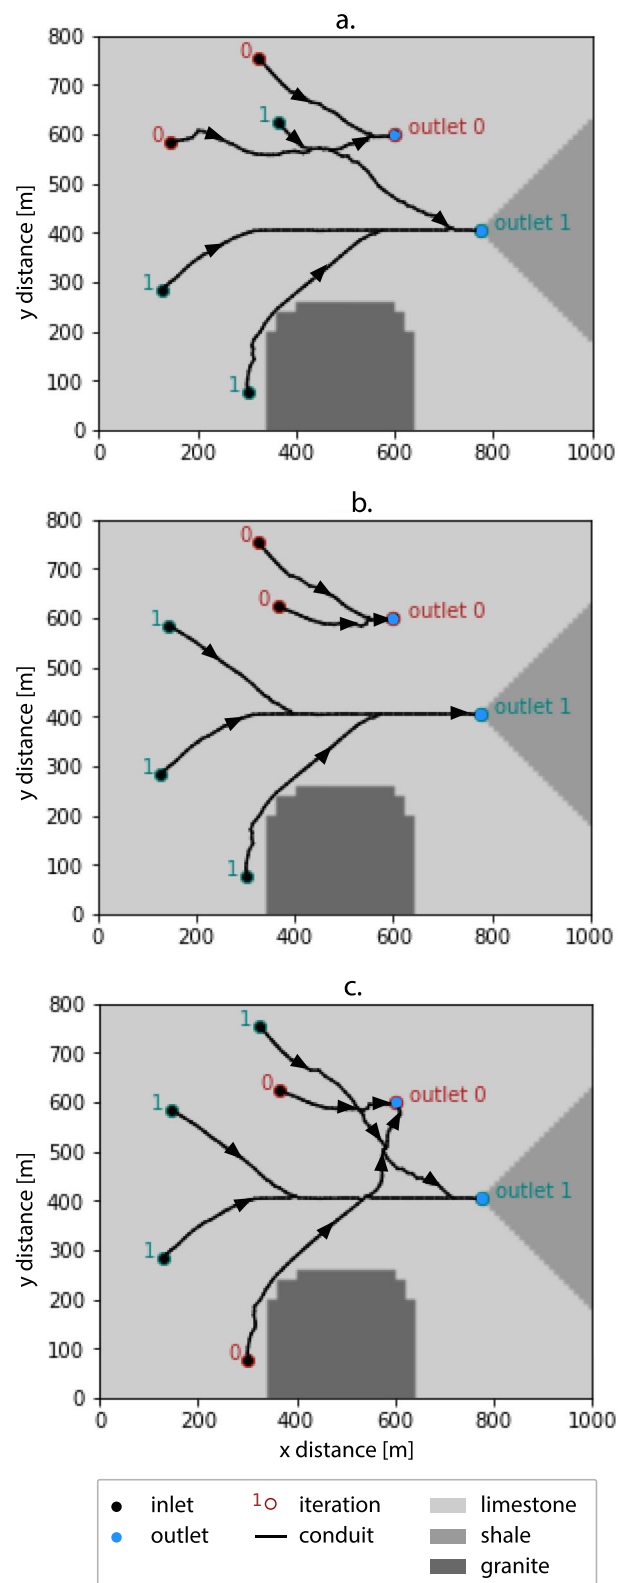 a.
800
0
700
1
outlet 0
600
0
500
y distance [m]
outlet 1
400
300
1
200
1
100
0
0 200 400 600 800 1000
b.
800
0
700
0
outlet 0
600
1
500
y distance [m]
outlet 1
400
300
1
200
1
100
0
0 200 400 600 800 1000
c.
800
1
700
0
outlet 0
600
1
500
y distance [m]
outlet 1
400
300
1
200
0
100
0
0 200 400 600 800 1000
x distance [m]
inlet 1 iteration limestone
outlet conduit shale
granite